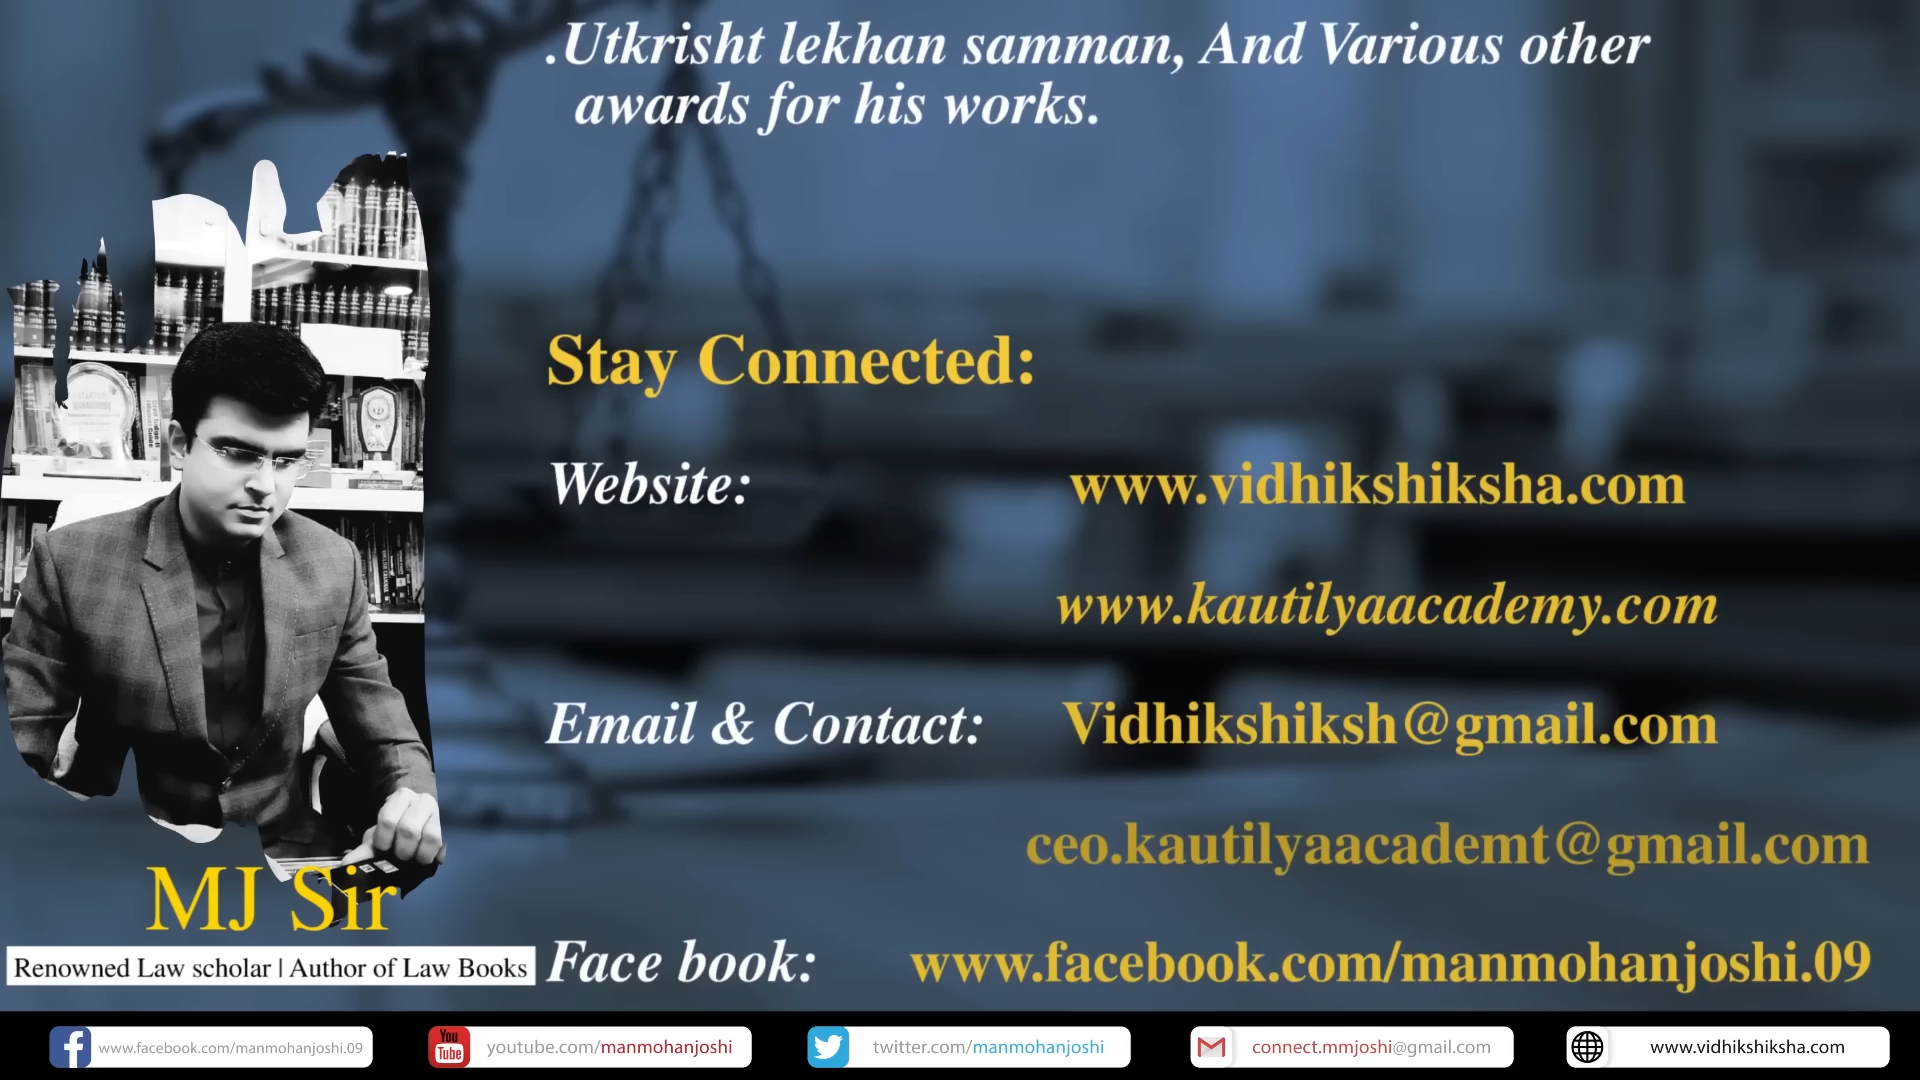 .Utkrisht lekhan samman, And Various other
awards for his works.
Stay Connected:
Website: www.vidhikshiksha.com
www.kautilyaacademy.com
Email & Contact: Vidhikshiksh@gmail.com
ceo.kautilyaacademt@gmail.com
MJ Sir
Renowned Law scholar | Author of Law Books
Face book: www.facebook.com/manmohanjoshi.09
www.facebook.com/manmohanjoshi.09
You Tube youtube.com/manmohanjoshi
twitter.com/manmohanjoshi
connect.mmjoshi@gmail.com
www.vidhikshiksha.com